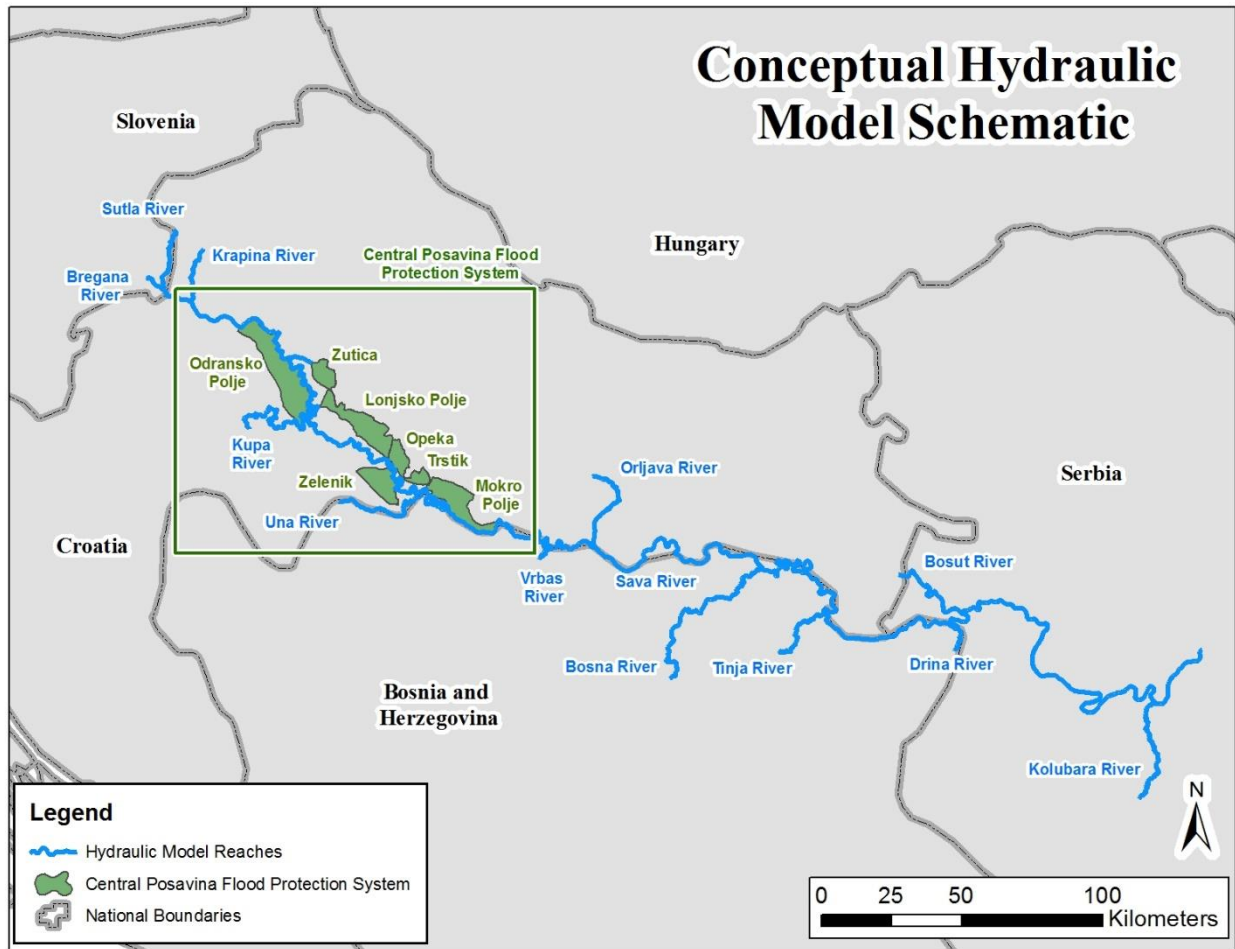 Conceptual Hydraulic
Model Schematic
Slovenia
Sutla River
Krapina River
Central Posavina Flood
Protection System
Hungary
Bregana
River
Odransko
Polje
Zutica
Lonjsko Polje
Kupa
River
Opeka
Trstik
Zelenik
Mokro
Polje
Orljava River
Serbia
Una River
Croatia
Vrbas
River
Sava River
Bosut River
Bosna River
Tinja River
Drina River
Bosnia and
Herzegovina
Kolubara River
N
Legend
Hydraulic Model Reaches
Central Posavina Flood Protection System
National Boundaries
0 25 50 100
Kilometers